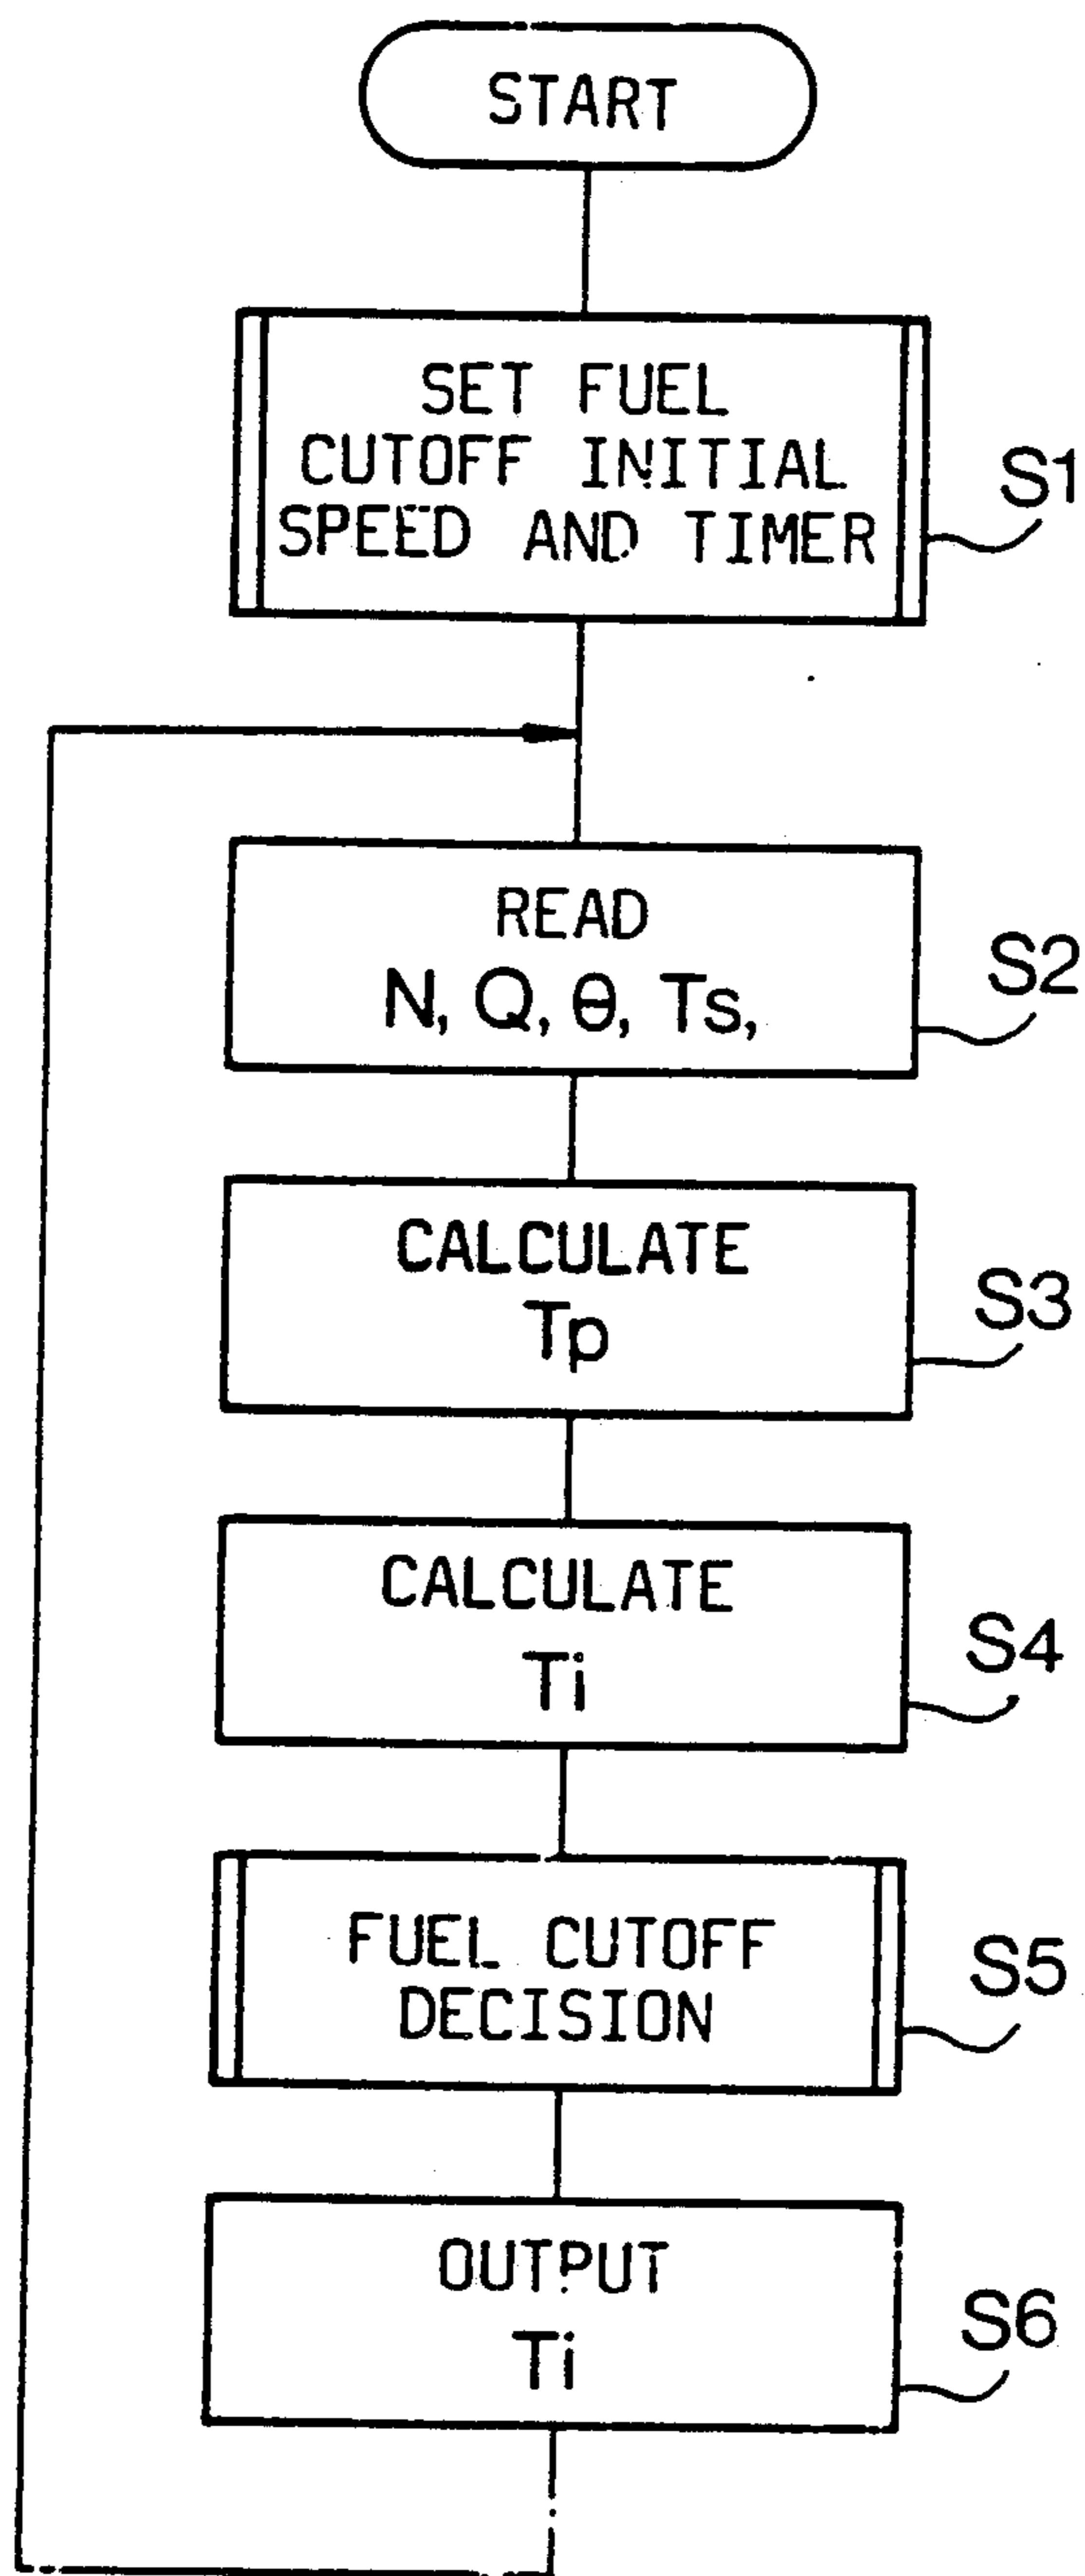 START
SET FUEL
CUTOFF INITIAL
SPEED AND TIMER
S1
READ
N, Q, θ, Ts,
S2
CALCULATE
Tp
S3
CALCULATE
Ti
S4
FUEL CUTOFF
DECISION
S5
OUTPUT
Ti
S6